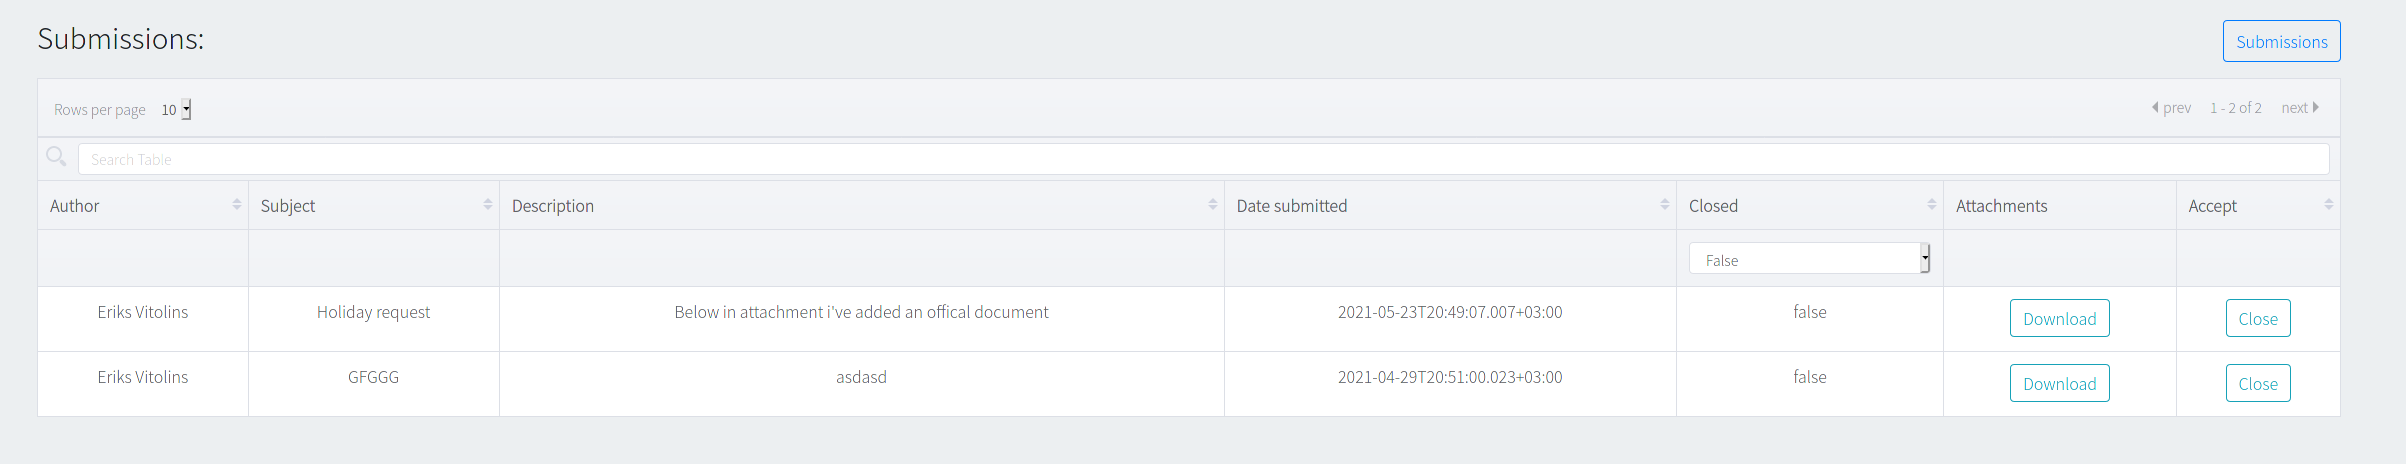 Submissions:
Submissions
Rows per page 10
prev 1 - 2 of 2 next
Search Table
Author Subject Description Date submitted Closed Attachments Accept
False
Eriks Vitolins Holiday request Below in attachment i've added an offical document 2021-05-23T20:49:07.007+03:00 false Download Close
Eriks Vitolins GFGGG asdasd 2021-04-29T20:51:00.023+03:00 false Download Close